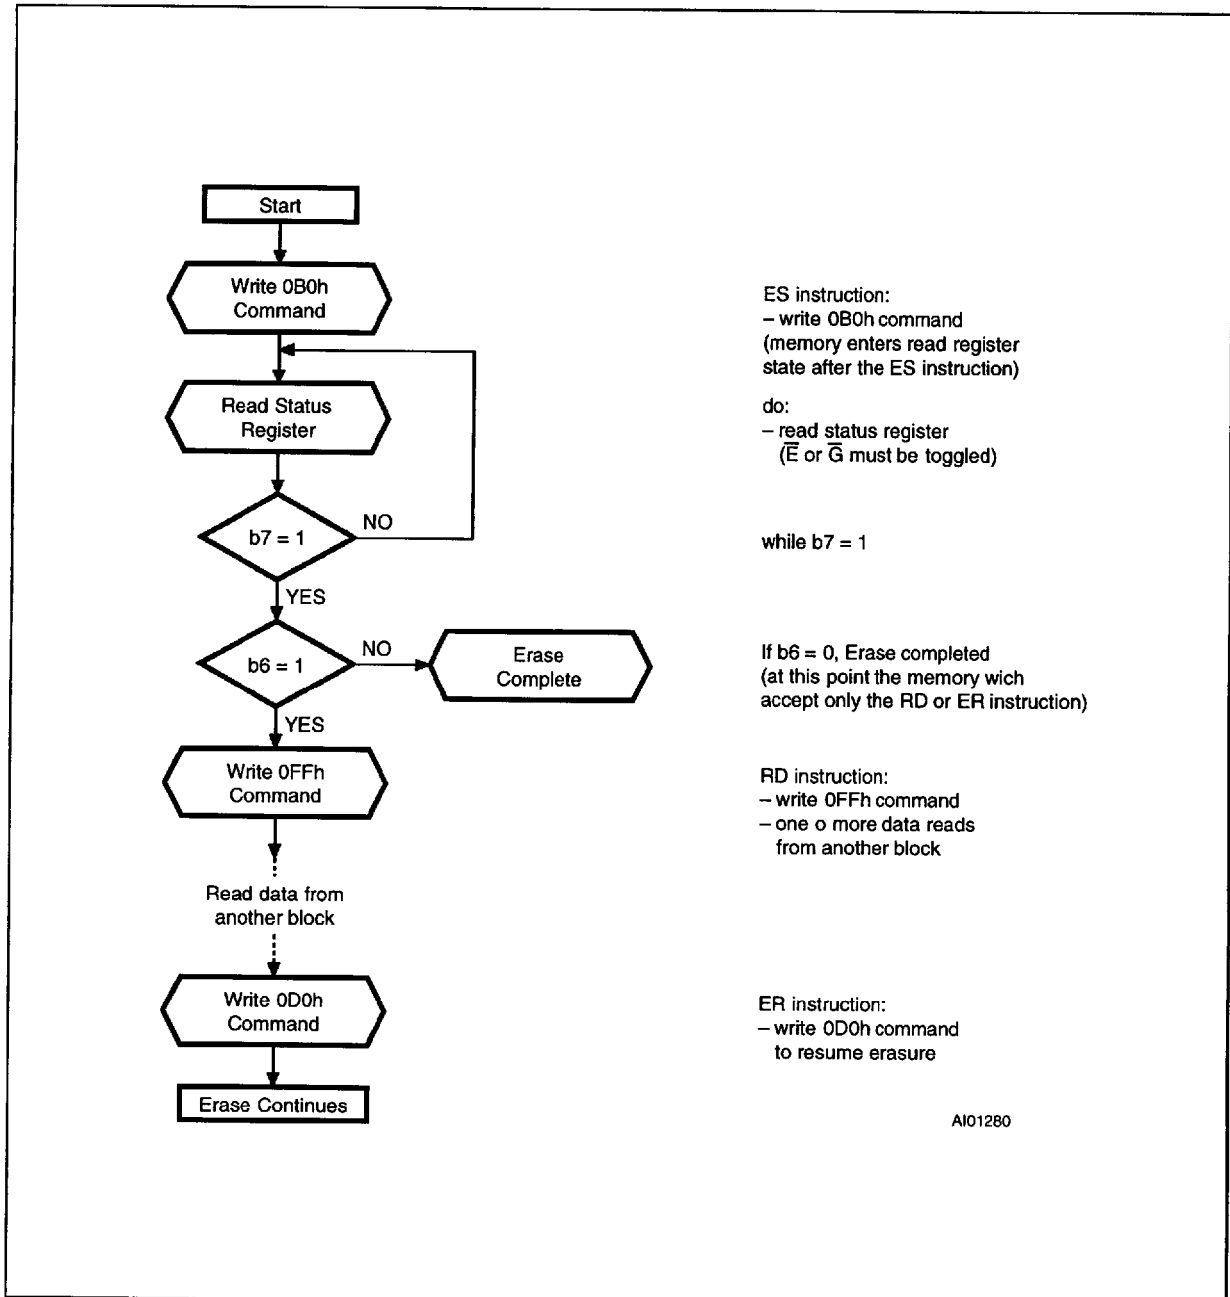 Start
Write 0B0h
Command
Read Status
Register
b7 = 1
NO
YES
b6 = 1
NO
YES
Erase
Complete
Write 0FFh
Command
Read data from
another block
Write 0D0h
Command
Erase Continues
ES instruction:
– write 0B0h command
(memory enters read register
state after the ES instruction)
do:
– read status register
(E̅ or G̅ must be toggled)
while b7 = 1
If b6 = 0, Erase completed
(at this point the memory wich
accept only the RD or ER instruction)
RD instruction:
– write 0FFh command
– one o more data reads
from another block
ER instruction:
– write 0D0h command
to resume erasure
AI01280